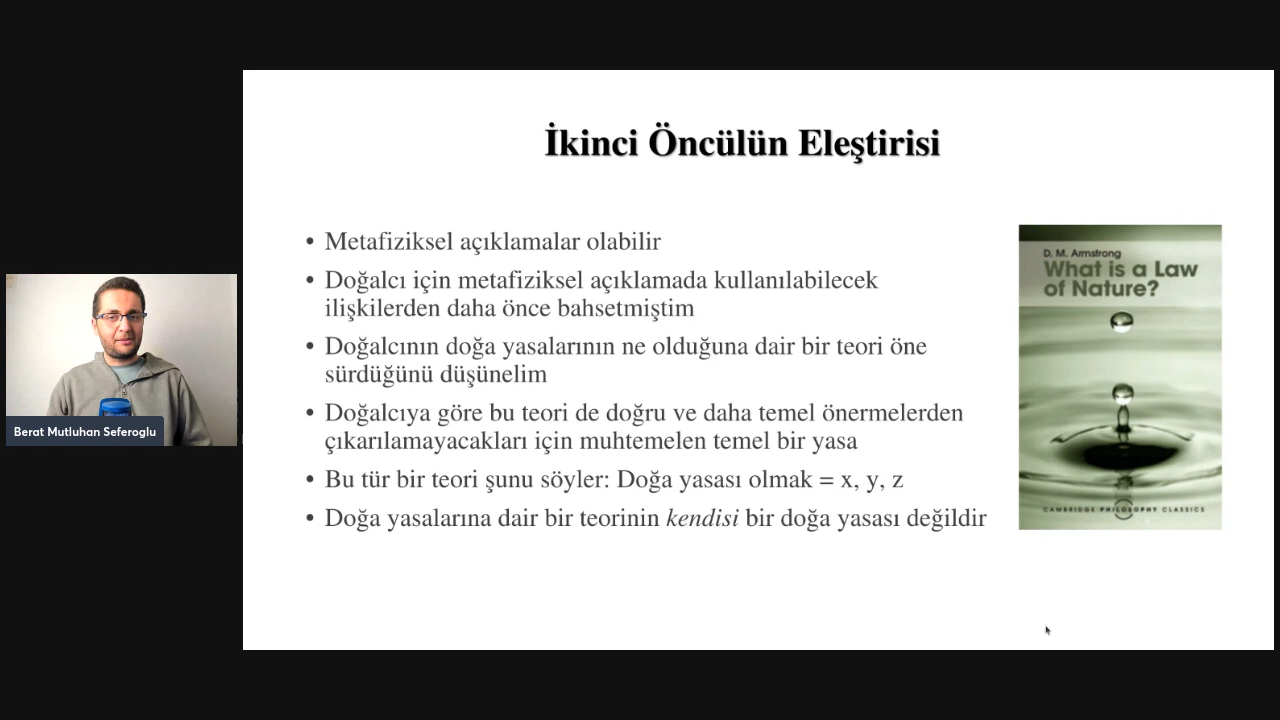 İkinci Öncülün Eleştirisi
• Metafiziksel açıklamalar olabilir
• Doğalcı için metafiziksel açıklamada kullanılabilecek
ilişkilerden daha önce bahsetmiştim
• Doğalcının doğa yasalarının ne olduğuna dair bir teori öne
sürdüğünü düşünelim
• Doğalcıya göre bu teori de doğru ve daha temel önermelerden
çıkarılamayacakları için muhtemelen temel bir yasa
• Bu tür bir teori şunu söyler: Doğa yasası olmak = x, y, z
• Doğa yasalarına dair bir teorinin kendisi bir doğa yasası değildir
D. M. Armstrong
What is a Law
of Nature?
CAMBRIDGE PHILOSOPHY CLASSICS
Berat Mutluhan Seferoglu